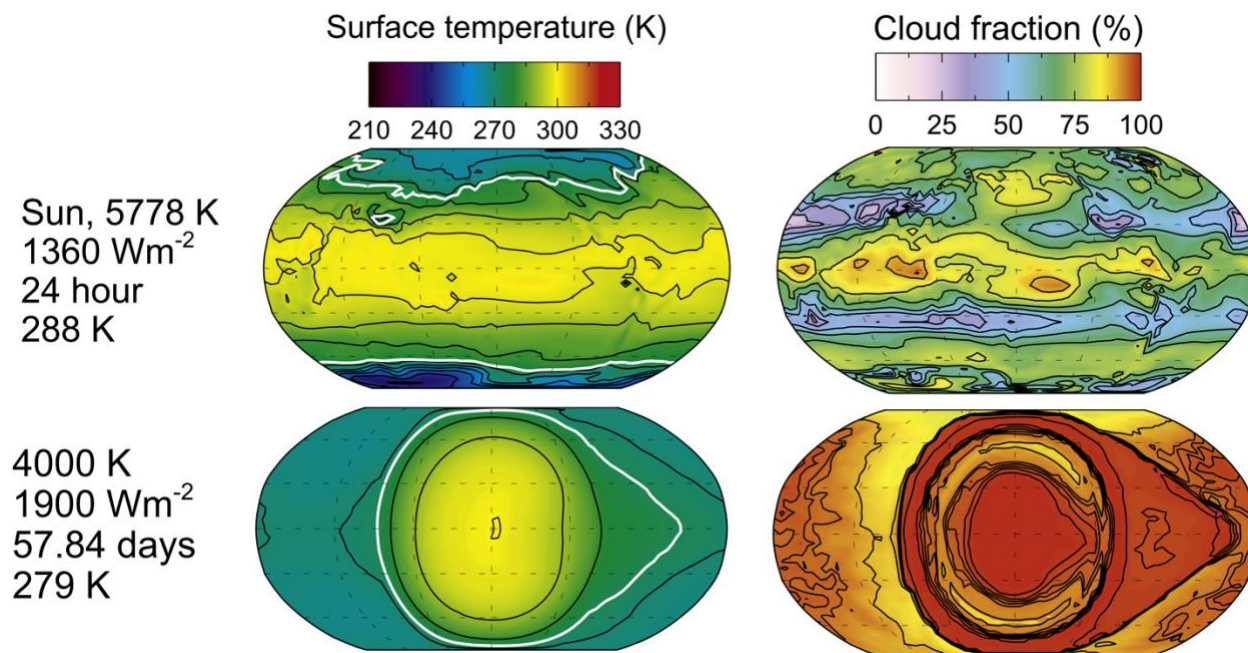 Surface temperature (K)
210 240 270 300 330
Cloud fraction (%)
0 25 50 75 100
Sun, 5778 K
1360 Wm⁻²
24 hour
288 K
4000 K
1900 Wm⁻²
57.84 days
279 K